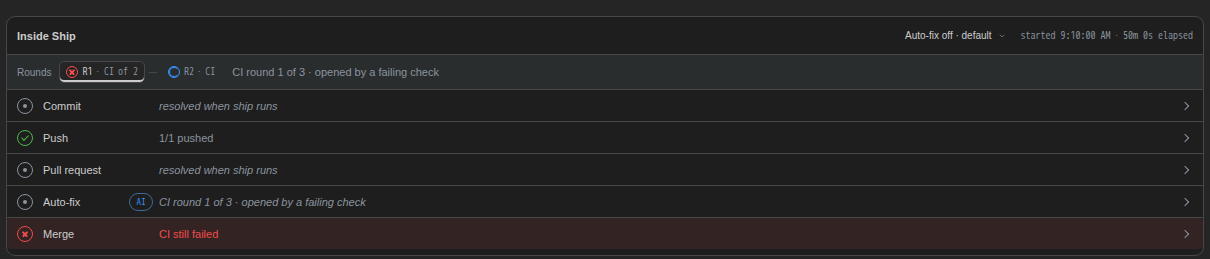 Inside Ship Auto-fix off · default started 9:10:00 AM · 50m 0s elapsed
Rounds R1 · CI of 2 — R2 · CI CI round 1 of 3 · opened by a failing check
Commit resolved when ship runs
Push 1/1 pushed
Pull request resolved when ship runs
Auto-fix AI CI round 1 of 3 · opened by a failing check
Merge CI still failed